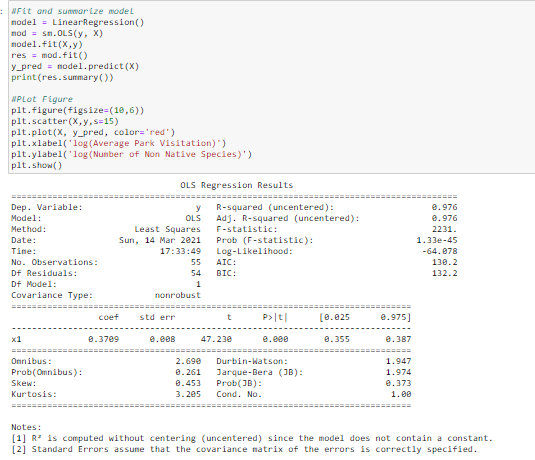 :
#Fit and summarize model
model = LinearRegression()
mod = sm.OLS(y, X)
model.fit(X,y)
res = mod.fit()
y_pred = model.predict(X)
print(res.summary())
#PLot Figure
plt.figure(figsize=(10,6))
plt.scatter(X,y,s=15)
plt.plot(X, y_pred, color='red')
plt.xlabel('log(Average Park Visitation)')
plt.ylabel('log(Number of Non Native Species)')
plt.show()
OLS Regression Results
==============================================================================
Dep. Variable: y R-squared (uncentered): 0.976
Model: OLS Adj. R-squared (uncentered): 0.976
Method: Least Squares F-statistic: 2231.
Date: Sun, 14 Mar 2021 Prob (F-statistic): 1.33e-45
Time: 17:33:49 Log-Likelihood: -64.078
No. Observations: 55 AIC: 130.2
Df Residuals: 54 BIC: 132.2
Df Model: 1
Covariance Type: nonrobust
==============================================================================
coef std err t P>|t| [0.025 0.975]
------------------------------------------------------------------------------
x1 0.3709 0.008 47.230 0.000 0.355 0.387
==============================================================================
Omnibus: 2.690 Durbin-Watson: 1.947
Prob(Omnibus): 0.261 Jarque-Bera (JB): 1.974
Skew: 0.453 Prob(JB): 0.373
Kurtosis: 3.205 Cond. No. 1.00
==============================================================================
Notes:
[1] R² is computed without centering (uncentered) since the model does not contain a constant.
[2] Standard Errors assume that the covariance matrix of the errors is correctly specified.